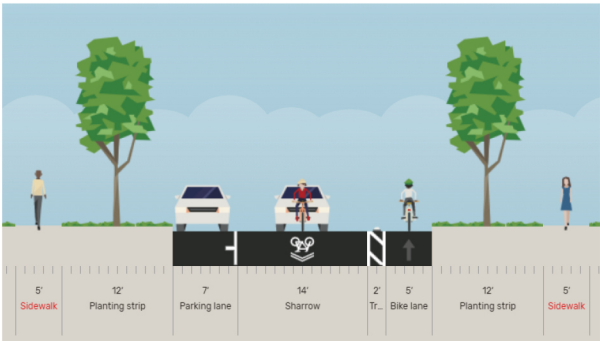 5'
Sidewalk
12'
Planting strip
7'
Parking lane
14'
Sharrow
2'
Tr...
5'
Bike lane
12'
Planting strip
5'
Sidewalk